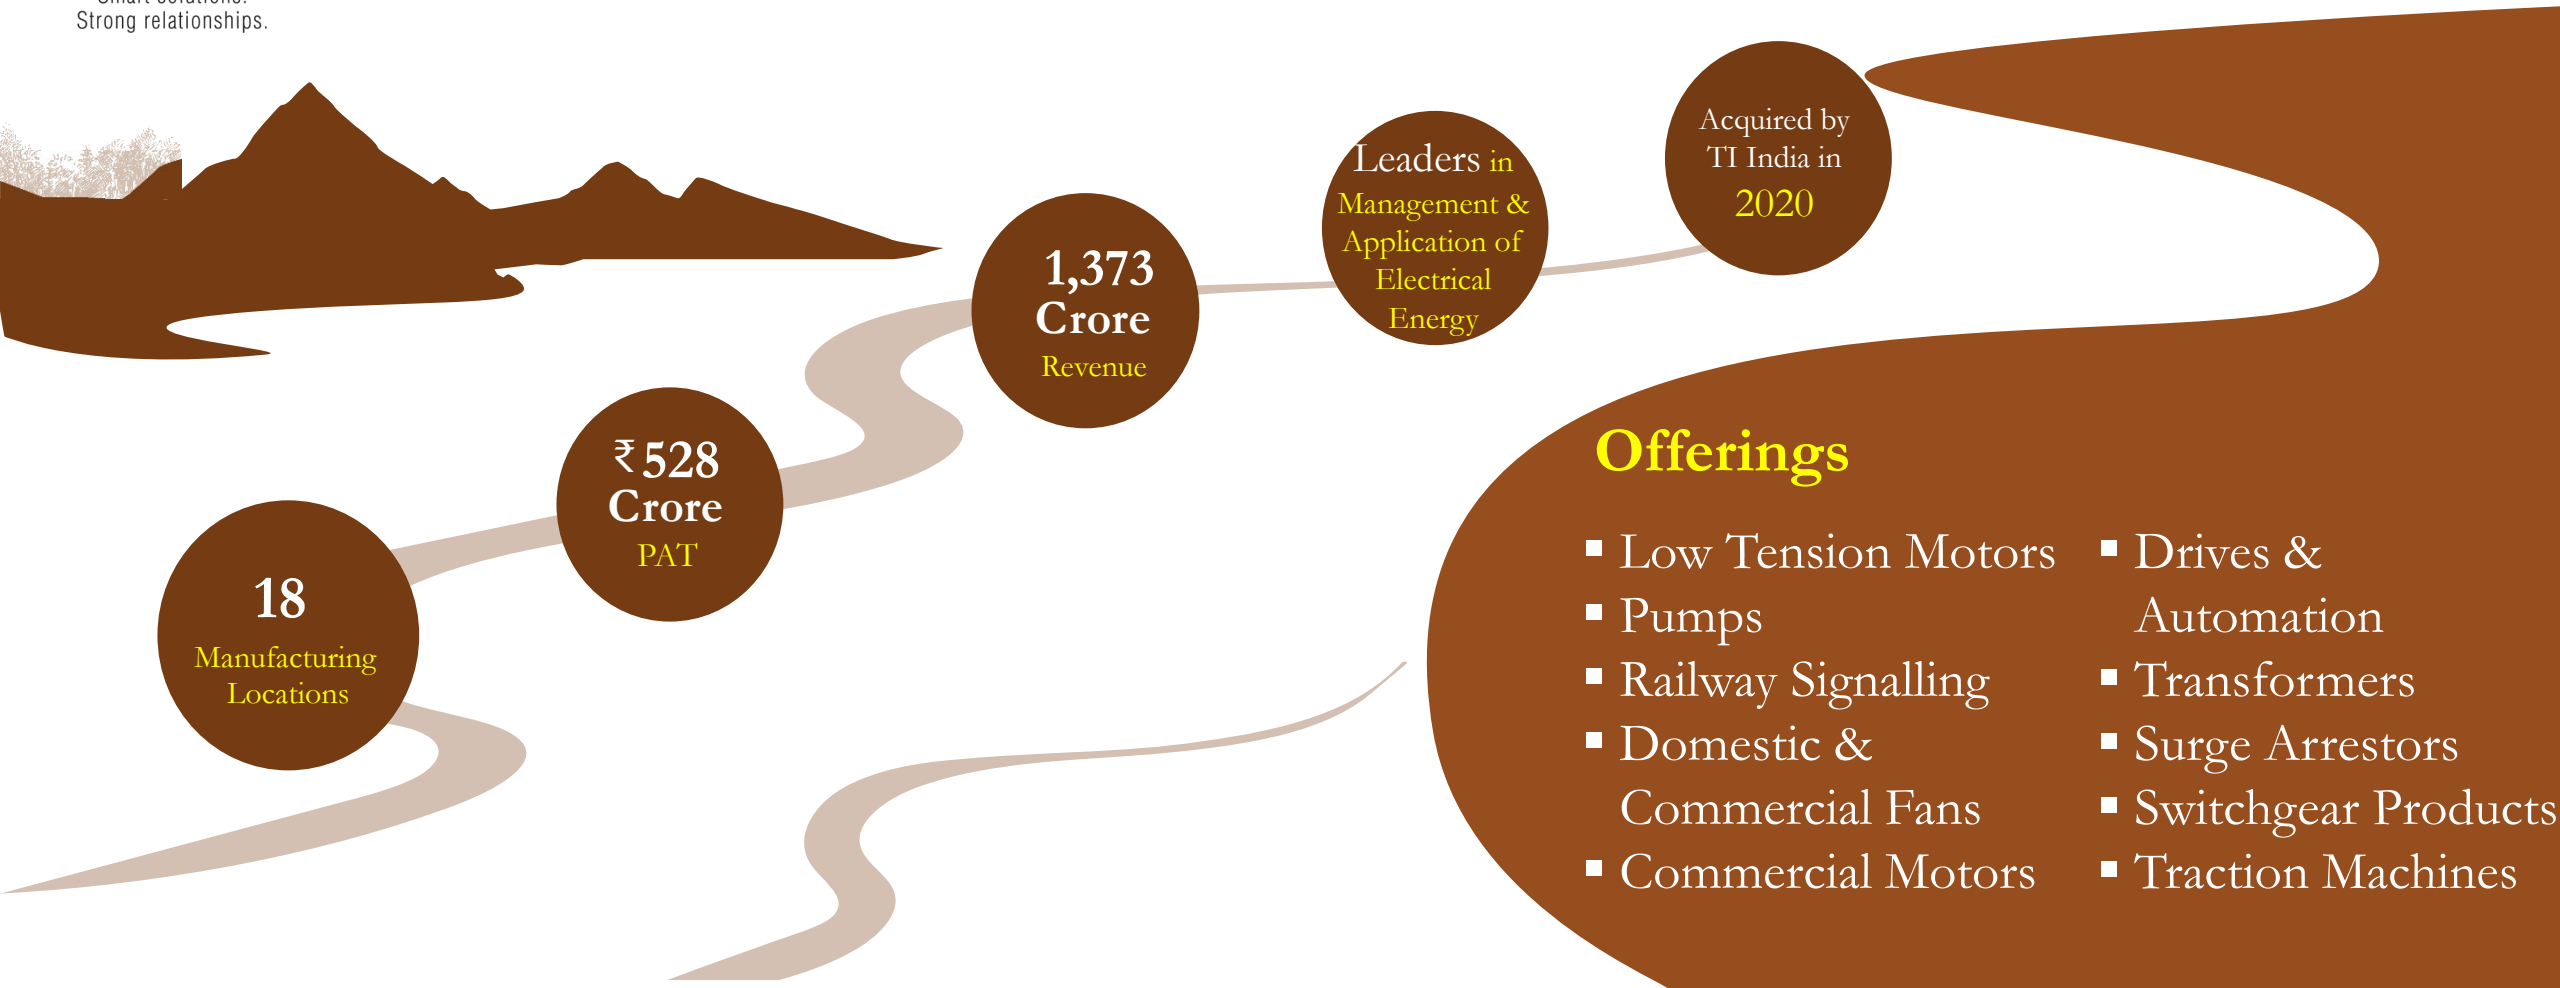 Strong relationships.
18
Manufacturing
Locations
₹528
Crore
PAT
1,373
Crore
Revenue
Leaders in
Management &
Application of
Electrical
Energy
Acquired by
TI India in
2020
Offerings
▪ Low Tension Motors
▪ Pumps
▪ Railway Signalling
▪ Domestic &
Commercial Fans
▪ Commercial Motors
▪ Drives &
Automation
▪ Transformers
▪ Surge Arrestors
▪ Switchgear Products
▪ Traction Machines